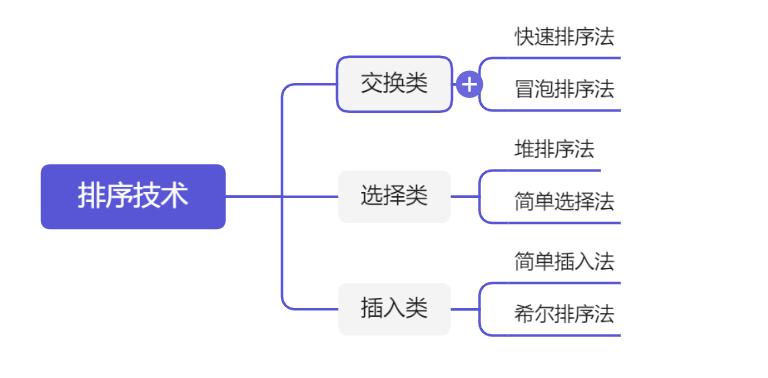 排序技术
交换类
快速排序法
冒泡排序法
选择类
堆排序法
简单选择法
插入类
简单插入法
希尔排序法